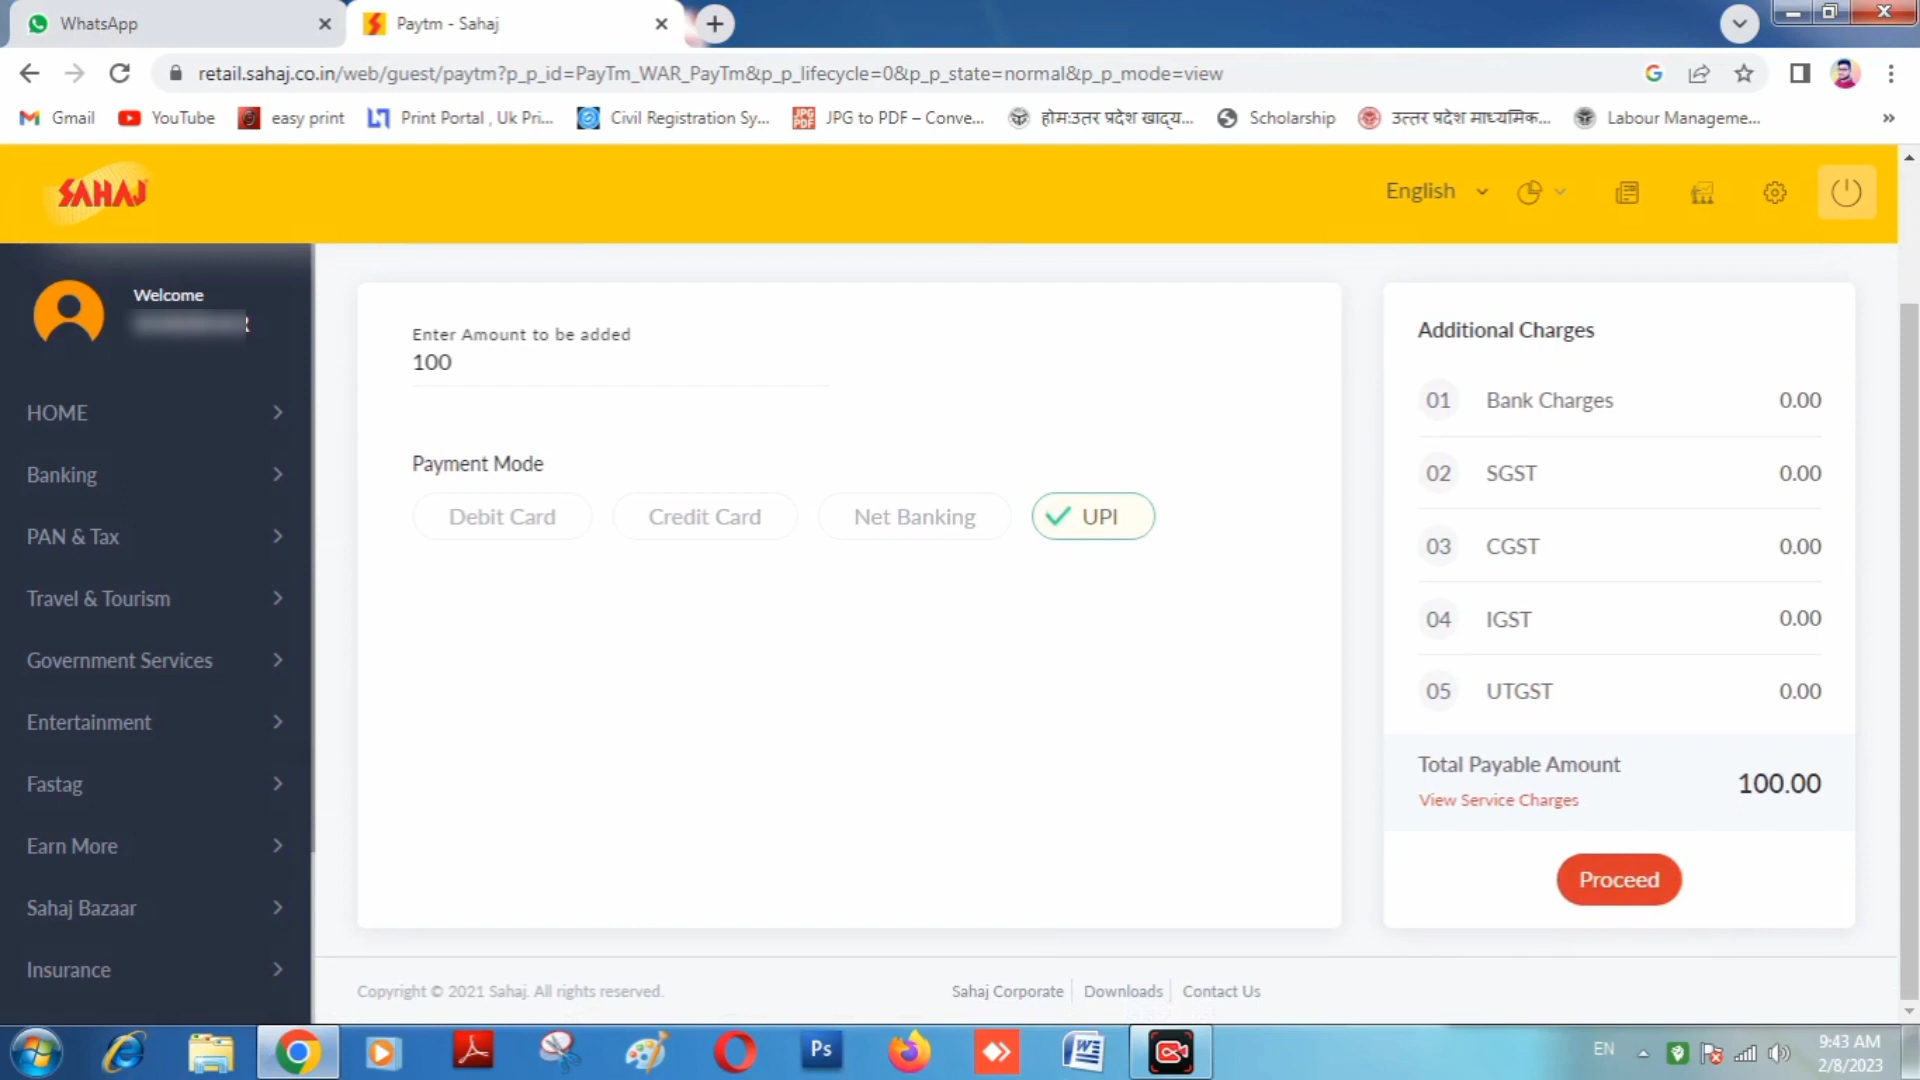 WhatsApp
Paytm - Sahaj
retail.sahaj.co.in/web/guest/paytm?p_p_id=PayTm_WAR_PayTm&p_p_lifecycle=0&p_p_state=normal&p_p_mode=view
Gmail YouTube easy print Print Portal , Uk Pri... Civil Registration Sy... JPG to PDF – Conve... होम:उतर प्रदेश खाद्य... Scholarship उत्तर प्रदेश माध्यमिक... Labour Manageme... »
SAHAJ
English
Welcome
HOME
Banking
PAN & Tax
Travel & Tourism
Government Services
Entertainment
Fastag
Earn More
Sahaj Bazaar
Insurance
Enter Amount to be added
100
Payment Mode
Debit Card Credit Card Net Banking UPI
Additional Charges
01 Bank Charges 0.00
02 SGST 0.00
03 CGST 0.00
04 IGST 0.00
05 UTGST 0.00
Total Payable Amount 100.00
View Service Charges
Proceed
Copyright © 2021 Sahaj. All rights reserved.
Sahaj Corporate Downloads Contact Us
Ps
EN
9:43 AM
2/8/2023